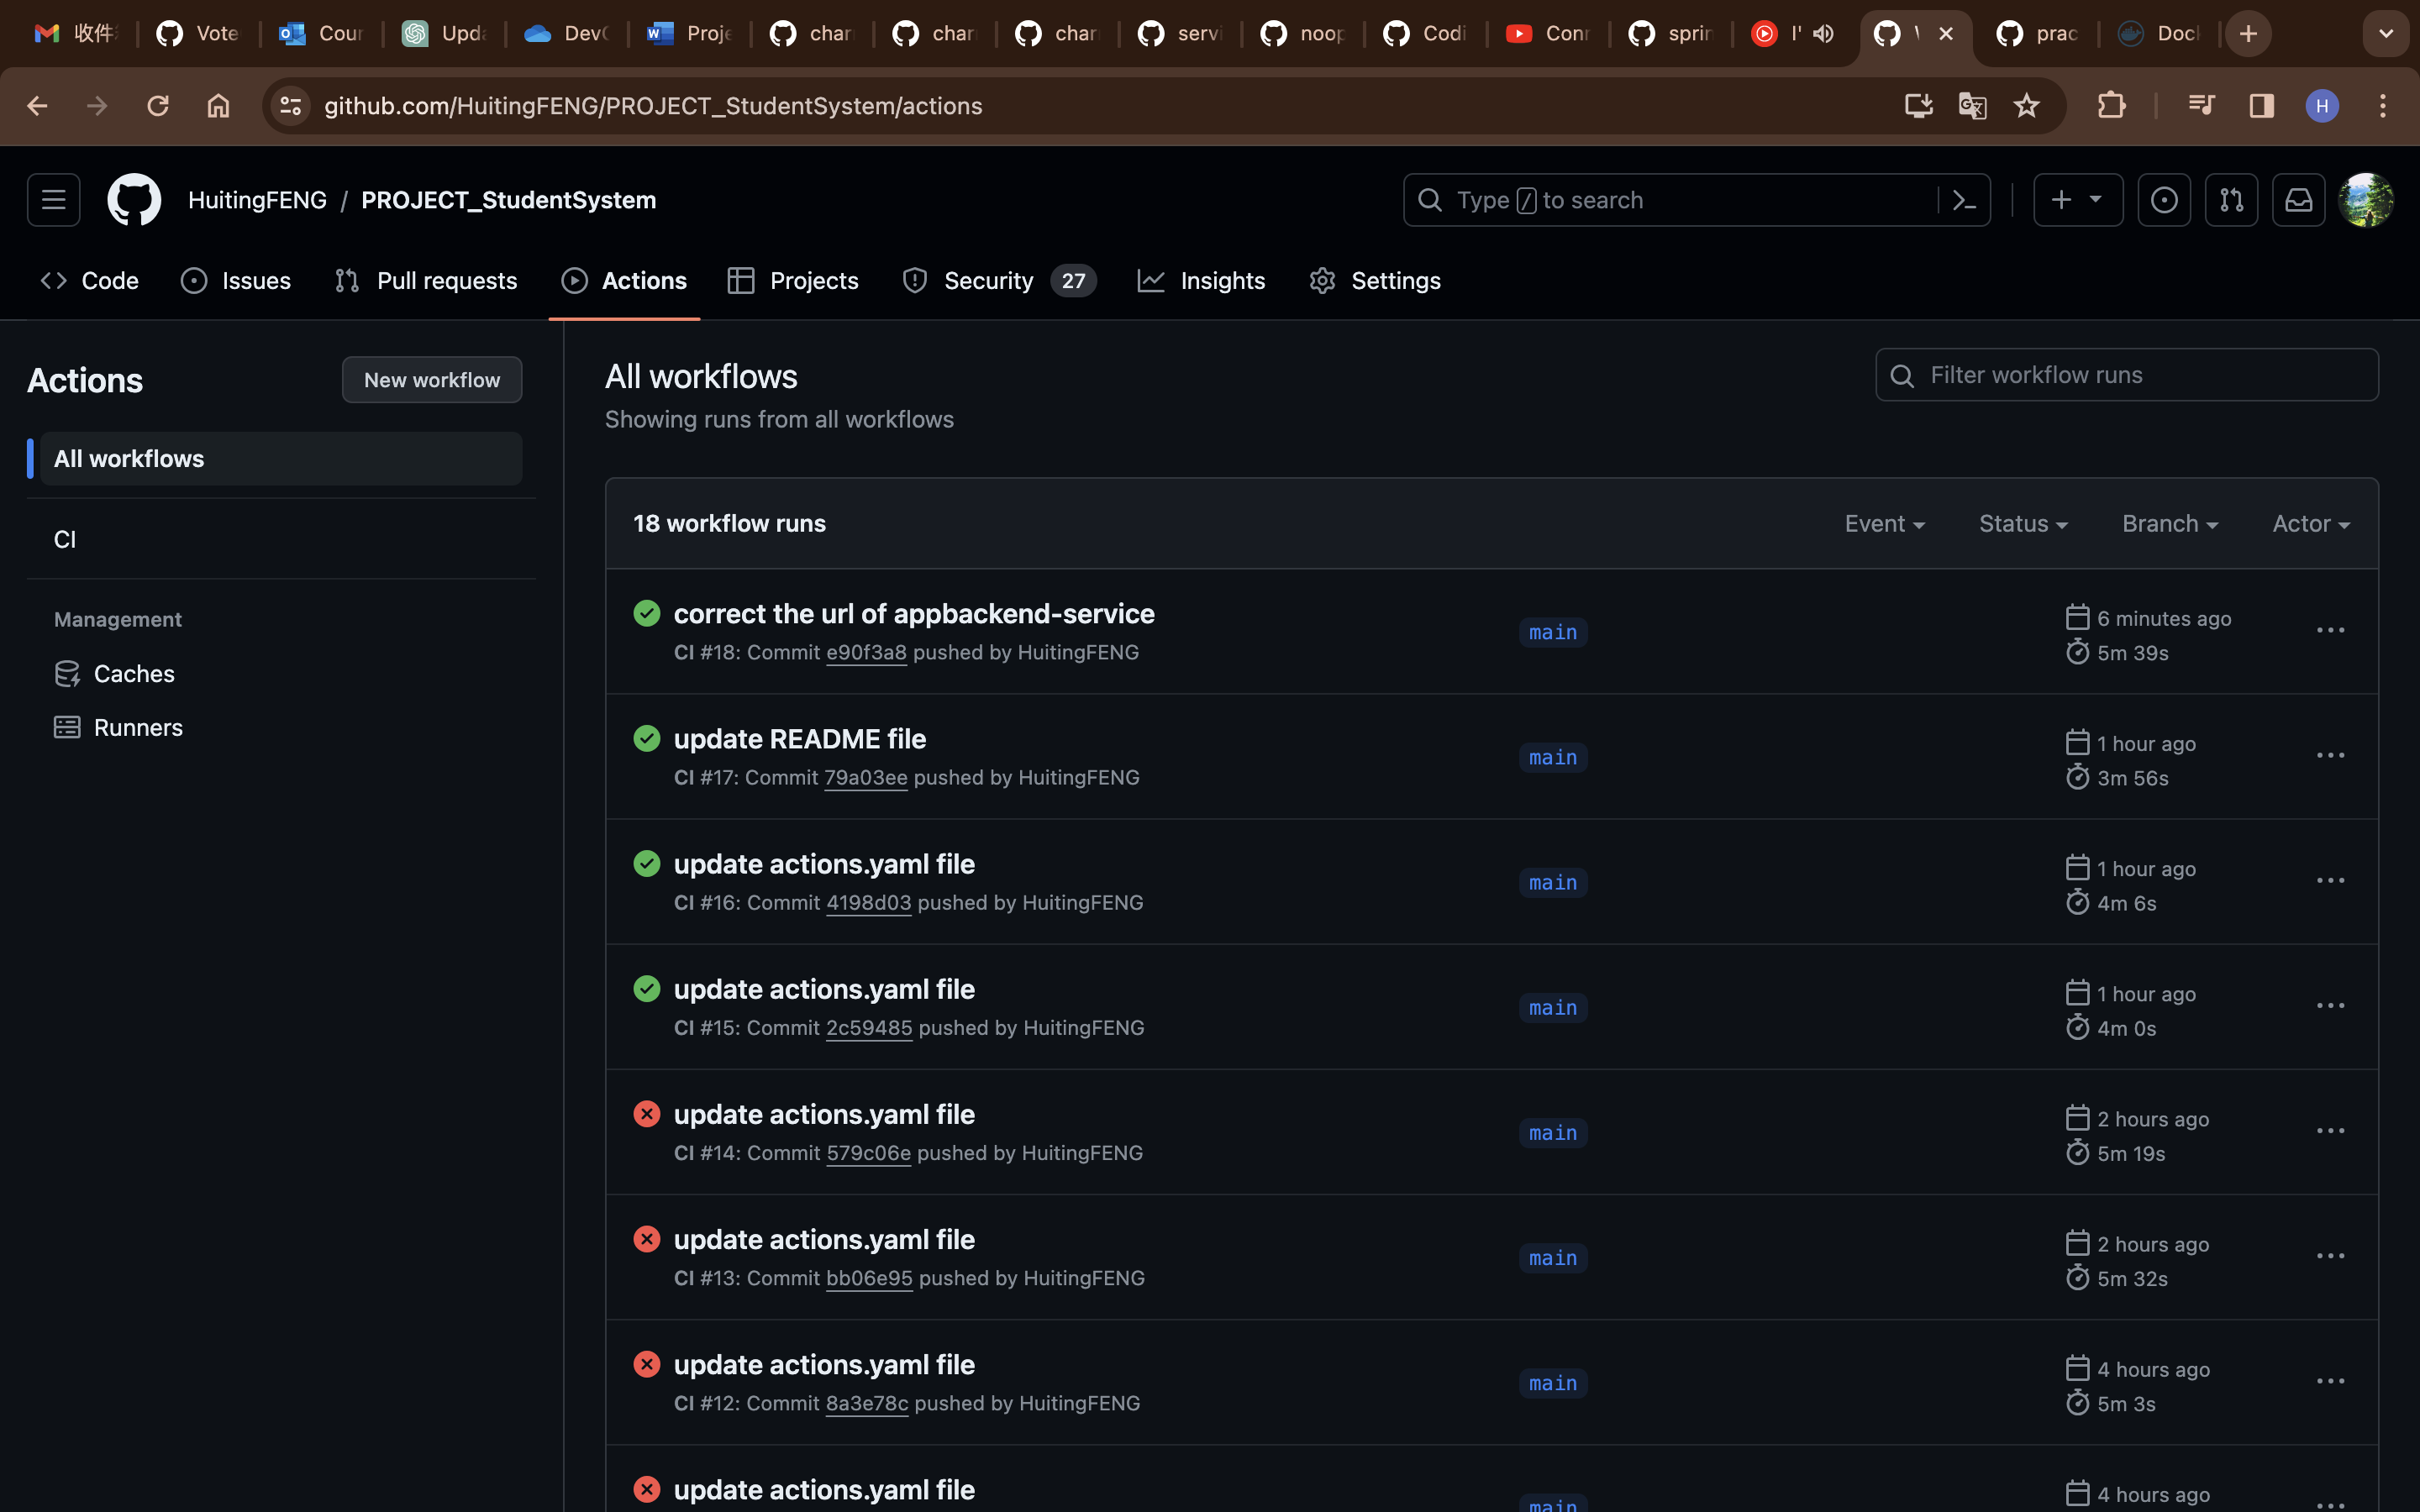 收件 Vote Cour Upda DevO Proje char char char servi noop Codi Conn sprin I' prac Dock
github.com/HuitingFENG/PROJECT_StudentSystem/actions
H
HuitingFENG / PROJECT_StudentSystem
Type / to search
Code Issues Pull requests Actions Projects Security 27 Insights Settings
Actions
New workflow
All workflows
CI
Management
Caches
Runners
All workflows
Showing runs from all workflows
Filter workflow runs
18 workflow runs
Event Status Branch Actor
correct the url of appbackend-service
CI #18: Commit e90f3a8 pushed by HuitingFENG
main
6 minutes ago
5m 39s
update README file
CI #17: Commit 79a03ee pushed by HuitingFENG
main
1 hour ago
3m 56s
update actions.yaml file
CI #16: Commit 4198d03 pushed by HuitingFENG
main
1 hour ago
4m 6s
update actions.yaml file
CI #15: Commit 2c59485 pushed by HuitingFENG
main
1 hour ago
4m 0s
update actions.yaml file
CI #14: Commit 579c06e pushed by HuitingFENG
main
2 hours ago
5m 19s
update actions.yaml file
CI #13: Commit bb06e95 pushed by HuitingFENG
main
2 hours ago
5m 32s
update actions.yaml file
CI #12: Commit 8a3e78c pushed by HuitingFENG
main
4 hours ago
5m 3s
update actions.yaml file
main
4 hours ago